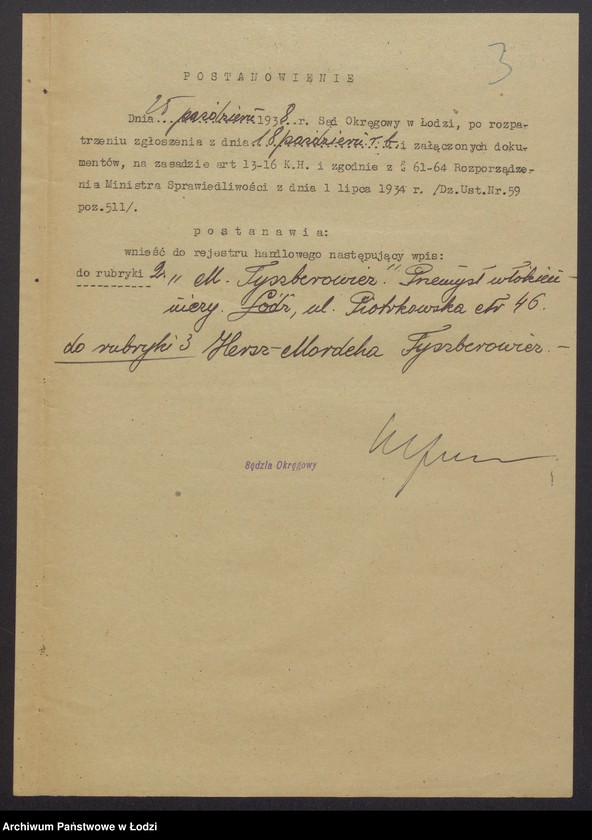 3
POSTANOWIENIE
Dnia 25 października 1938 r. Sąd Okręgowy w Łodzi, po rozpa-
trzeniu zgłoszenia z dnia 18 października r.b. i załączonych doku-
mentów, na zasadzie art 13-16 K.H. i zgodnie z § § 61-64 Rozporządze-
nia Ministra Sprawiedliwości z dnia 1 lipca 1934 r. /Dz.Ust.Nr.59
poz.511/.
postanawia:
wnieść do rejestru handlowego następujący wpis:
do rubryki 2. „M. Tyszberowicz." Przemysł włókien-
niczy. Łódź, ul. Piotrkowska Nr 46.
do rubryki 3 Hersz-Mordcha Tyszberowicz.-
Sędzia Okręgowy
Archiwum Państwowe w Łodzi